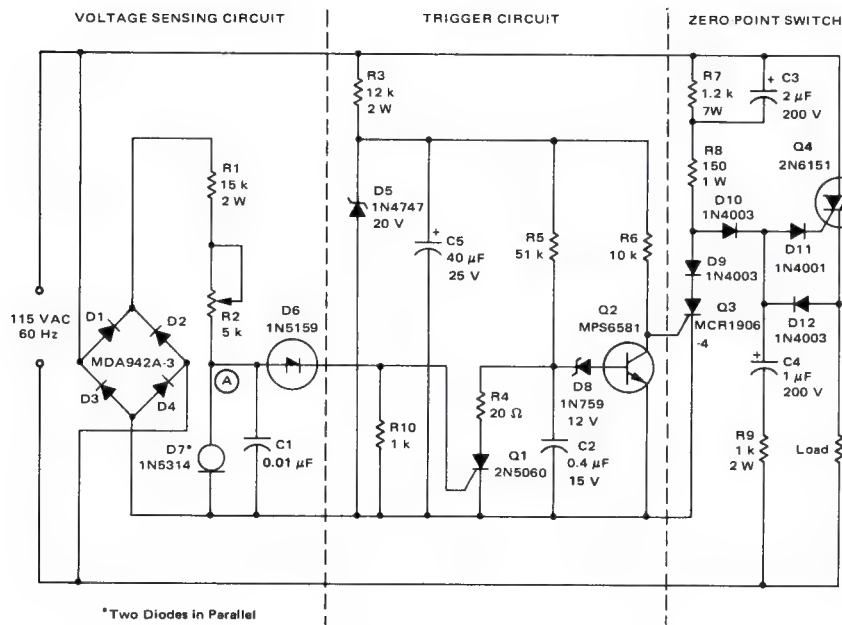 VOLTAGE SENSING CIRCUIT
TRIGGER CIRCUIT
ZERO POINT SWITCH
R3
12 k
2 W
R7
1.2 k
7W
C3
+
2 µF
200 V
Q4
2N6151
R1
15 k
2 W
R8
150
1 W
D10
1N4003
D5
1N4747
20 V
+
C5
40 µF
25 V
R5
51 k
R6
10 k
D11
1N4001
D9
1N4003
R2
5 k
D6
1N5159
115 VAC
60 Hz
D1
D2
MDA942A-3
D3
D4
Q2
MPS6581
Q3
MCR1906
-4
D12
1N4003
A
R4
20 Ω
D8
1N759
12 V
+
C4
1 µF
200 V
R10
1 k
D7*
1N5314
C1
0.01 µF
Q1
2N5060
C2
0.4 µF
15 V
R9
1 k
2 W
Load
*Two Diodes in Parallel